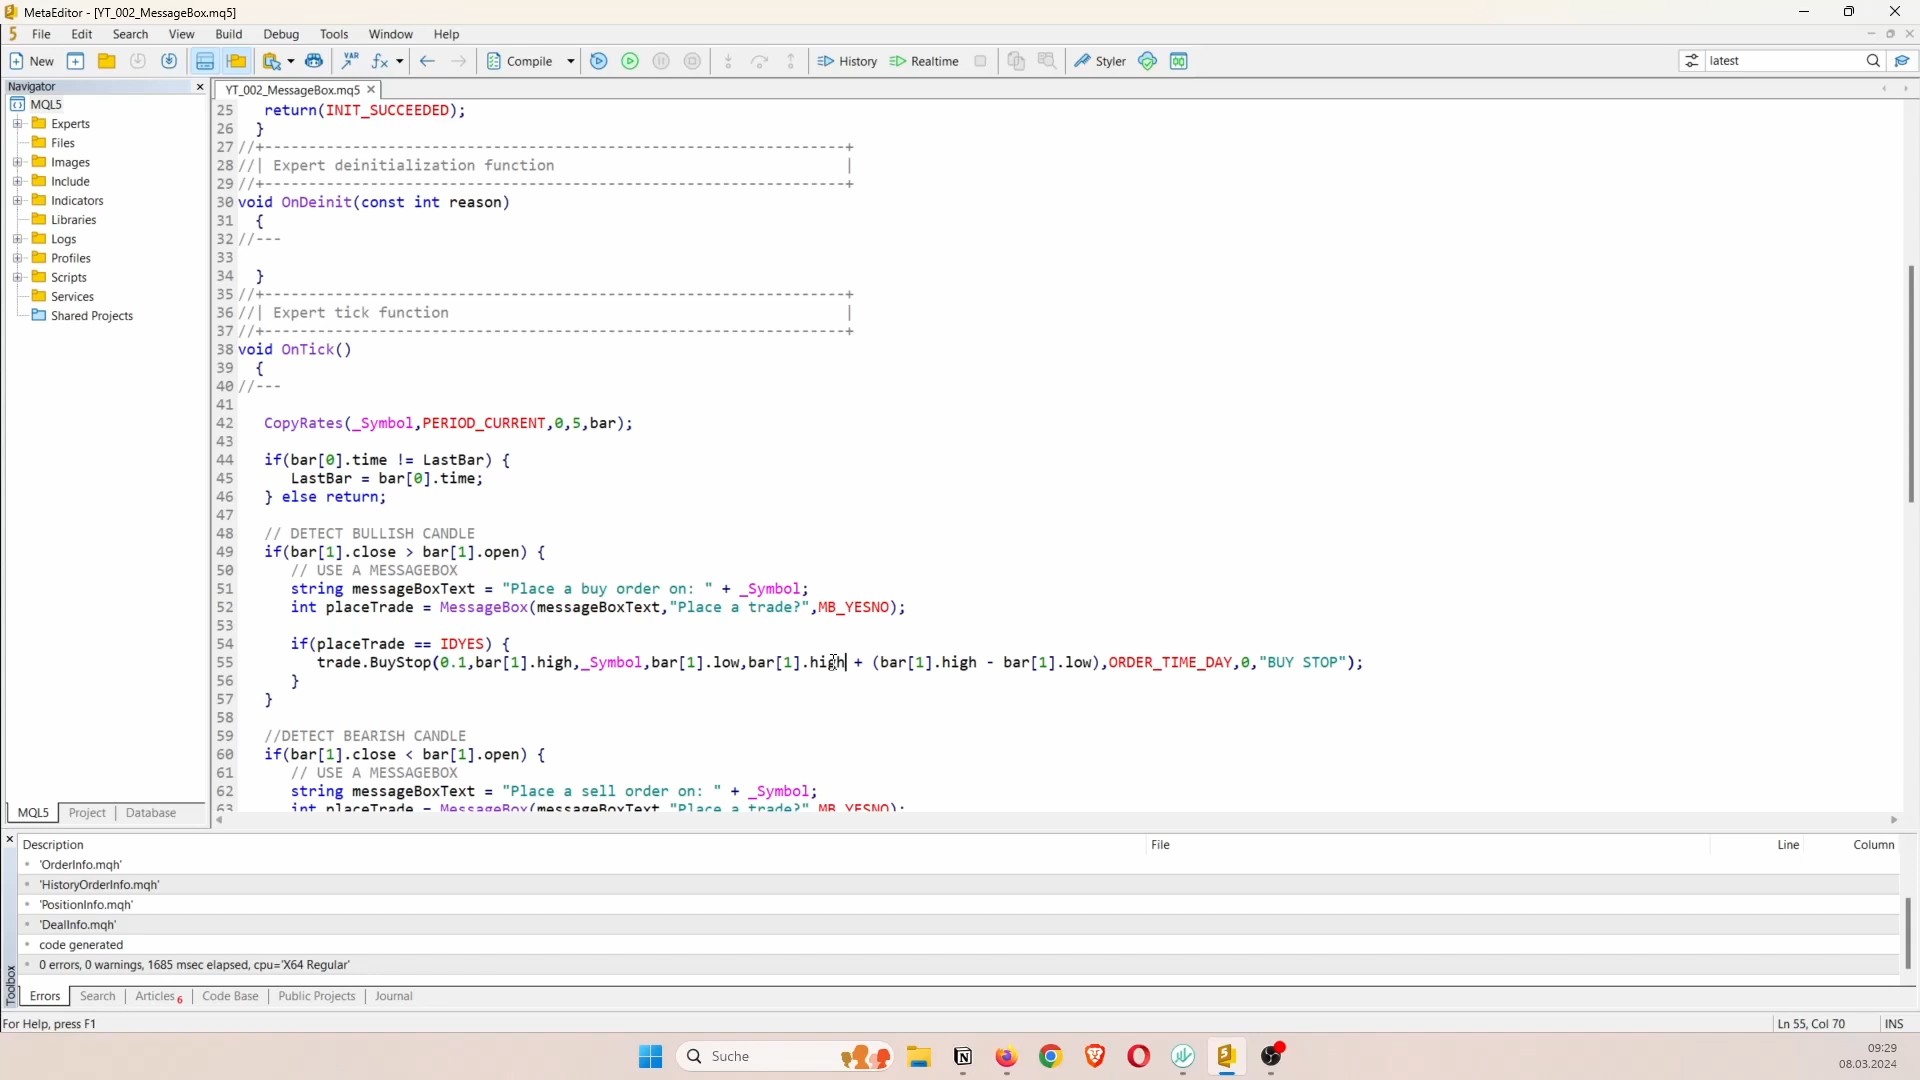 MetaEditor - [YT_002_MessageBox.mq5]
File Edit Search View Build Debug Tools Window Help
New Compile History Realtime Styler latest
Navigator
YT_002_MessageBox.mq5
MQL5
Experts
Files
Images
Include
Indicators
Libraries
Logs
Profiles
Scripts
Services
Shared Projects
MQL5 Project Database
25 return(INIT_SUCCEEDED);
26 }
27 //+------------------------------------------------------------------+
28 //| Expert deinitialization function |
29 //+------------------------------------------------------------------+
30 void OnDeinit(const int reason)
31 {
32 //---
33
34 }
35 //+------------------------------------------------------------------+
36 //| Expert tick function |
37 //+------------------------------------------------------------------+
38 void OnTick()
39 {
40 //---
41
42 CopyRates(_Symbol,PERIOD_CURRENT,0,5,bar);
43
44 if(bar[0].time != LastBar) {
45 LastBar = bar[0].time;
46 } else return;
47
48 // DETECT BULLISH CANDLE
49 if(bar[1].close > bar[1].open) {
50 // USE A MESSAGEBOX
51 string messageBoxText = "Place a buy order on: " + _Symbol;
52 int placeTrade = MessageBox(messageBoxText,"Place a trade?",MB_YESNO);
53
54 if(placeTrade == IDYES) {
55 trade.BuyStop(0.1,bar[1].high,_Symbol,bar[1].low,bar[1].high + (bar[1].high - bar[1].low),ORDER_TIME_DAY,0,"BUY STOP");
56 }
57 }
58
59 //DETECT BEARISH CANDLE
60 if(bar[1].close < bar[1].open) {
61 // USE A MESSAGEBOX
62 string messageBoxText = "Place a sell order on: " + _Symbol;
63 int placeTrade = MessageBox(messageBoxText,"Place a trade?",MB_YESNO);
Description File Line Column
'OrderInfo.mqh'
'HistoryOrderInfo.mqh'
'PositionInfo.mqh'
'DealInfo.mqh'
code generated
0 errors, 0 warnings, 1685 msec elapsed, cpu='X64 Regular'
Toolbox
Errors Search Articles 6 Code Base Public Projects Journal
For Help, press F1 Ln 55, Col 70 INS
Suche
09:29
08.03.2024